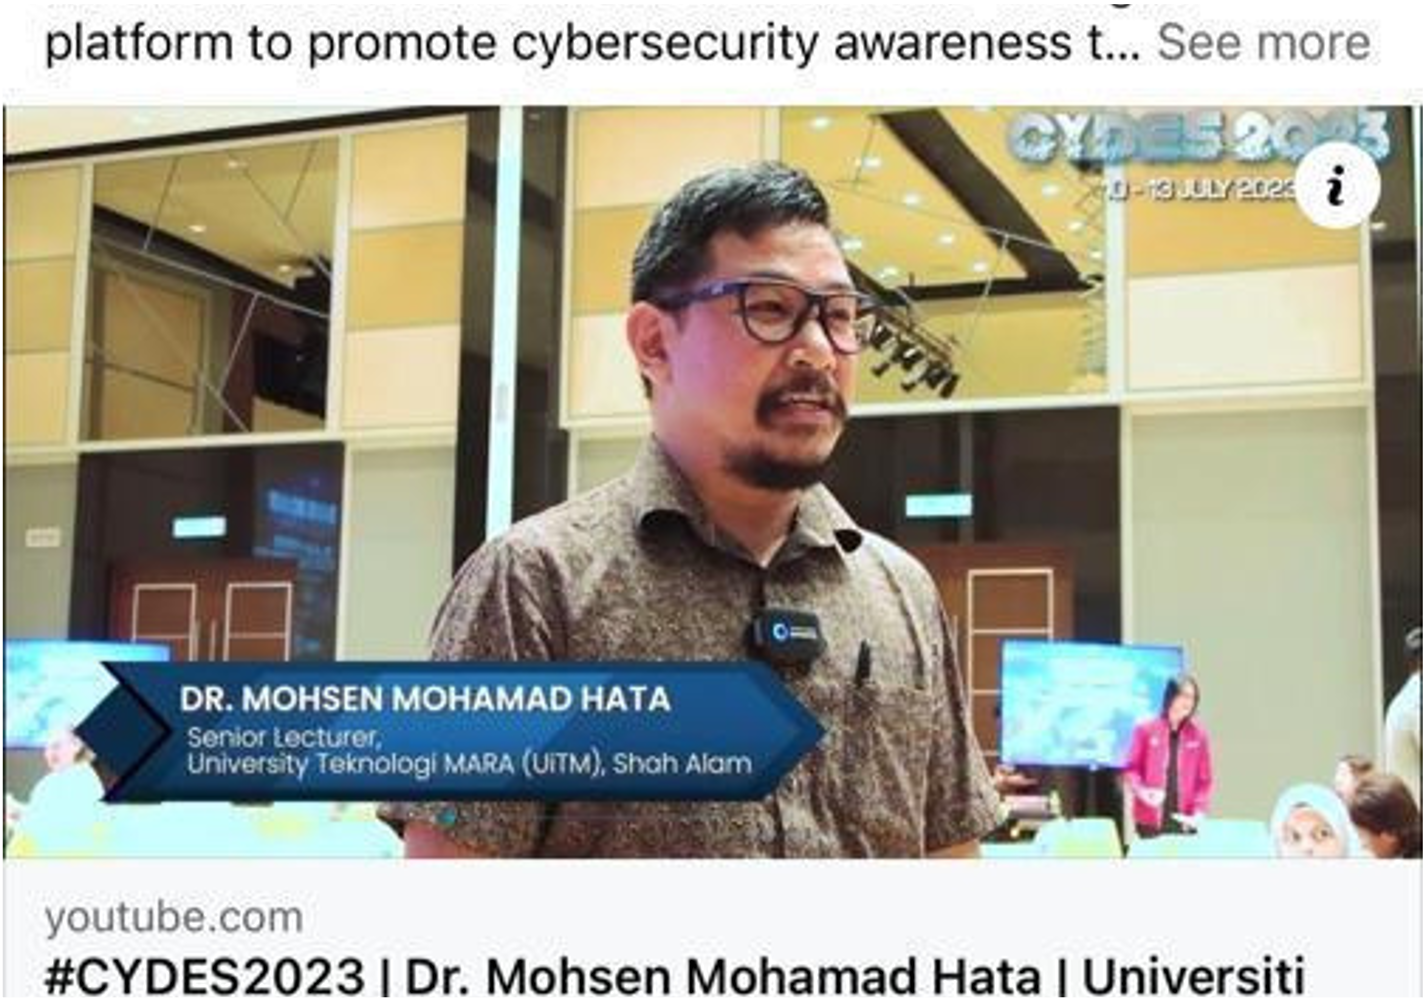 platform to promote cybersecurity awareness t... See more
CYDES 2023
10 - 13 JULY 2023
DR. MOHSEN MOHAMAD HATA
Senior Lecturer,
University Teknologi MARA (UiTM), Shah Alam
youtube.com
#CYDES2023 | Dr. Mohsen Mohamad Hata | Universiti